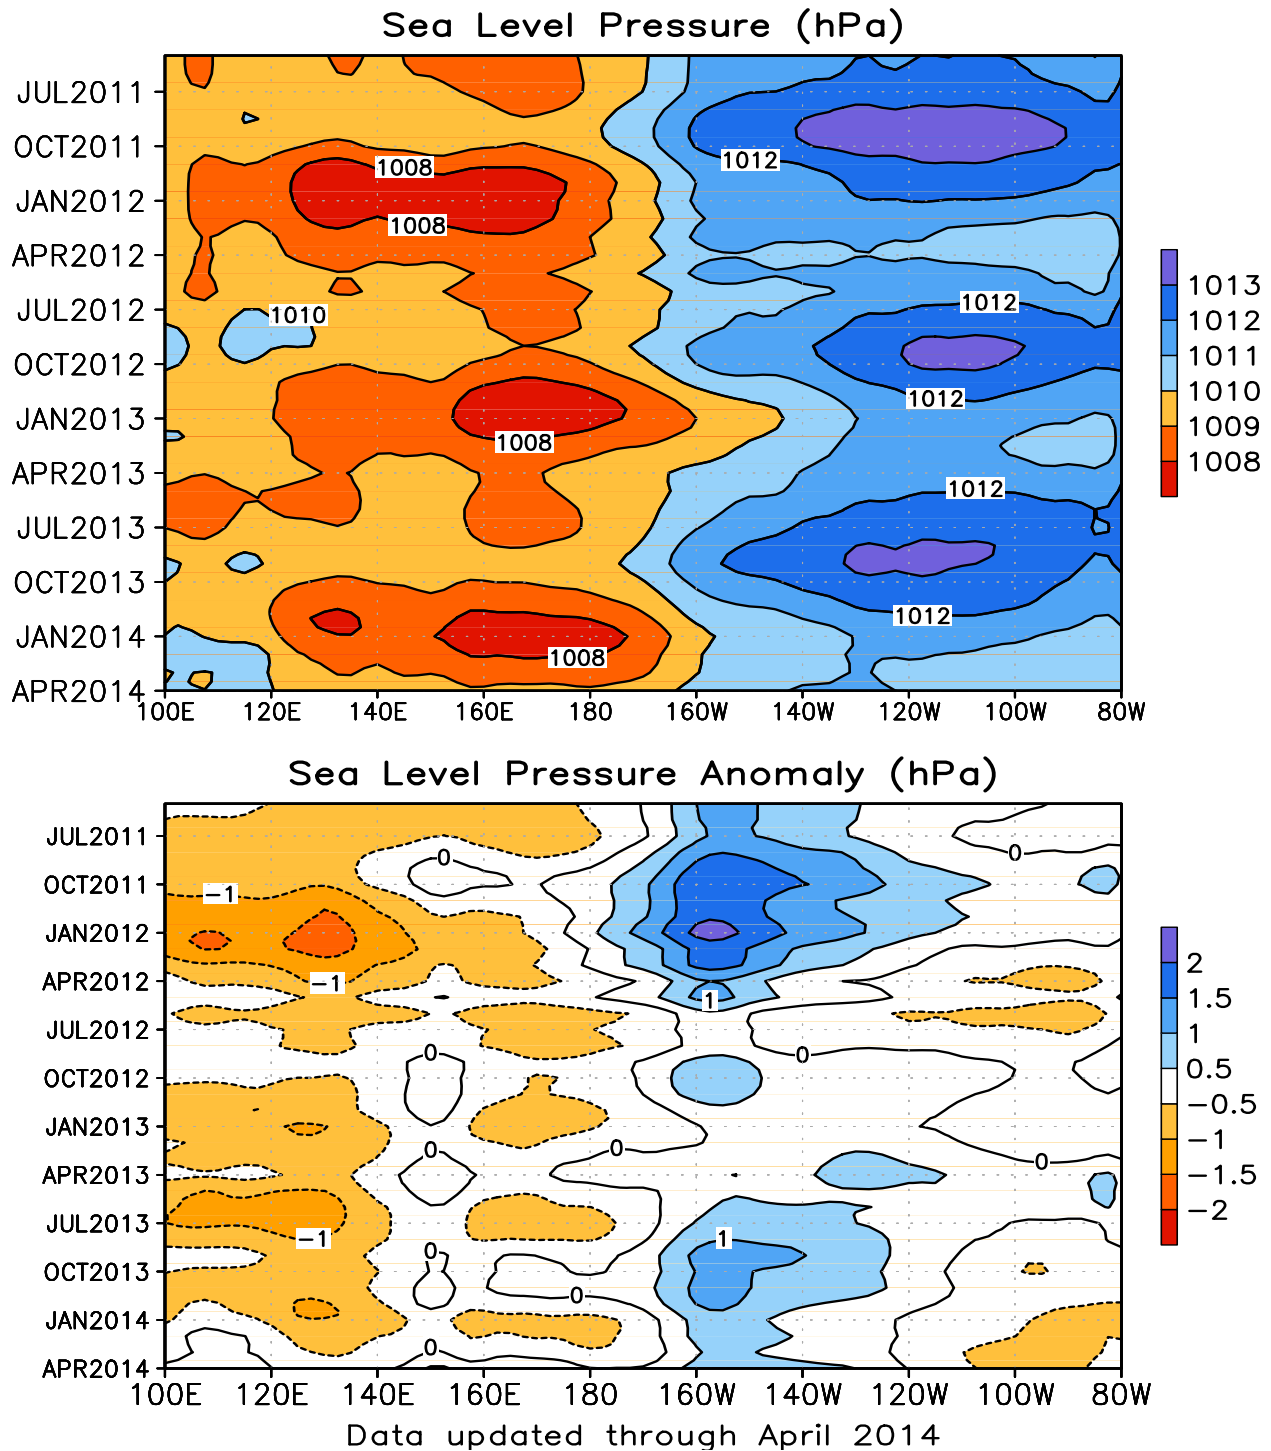 Sea Level Pressure (hPa)
JUL2011
OCT2011
JAN2012
APR2012
JUL2012
OCT2012
JAN2013
APR2013
JUL2013
OCT2013
JAN2014
APR2014
1008
1012
1008
1010
1012
1012
1008
1012
1012
1008
100E 120E 140E 160E 180 160W 140W 120W 100W 80W
1013
1012
1011
1010
1009
1008
Sea Level Pressure Anomaly (hPa)
JUL2011
OCT2011
JAN2012
APR2012
JUL2012
OCT2012
JAN2013
APR2013
JUL2013
OCT2013
JAN2014
APR2014
0
0
-1
-1
1
0
0
0
0
0
-1
1
0
0
0
100E 120E 140E 160E 180 160W 140W 120W 100W 80W
2
1.5
1
0.5
-0.5
-1
-1.5
-2
Data updated through April 2014